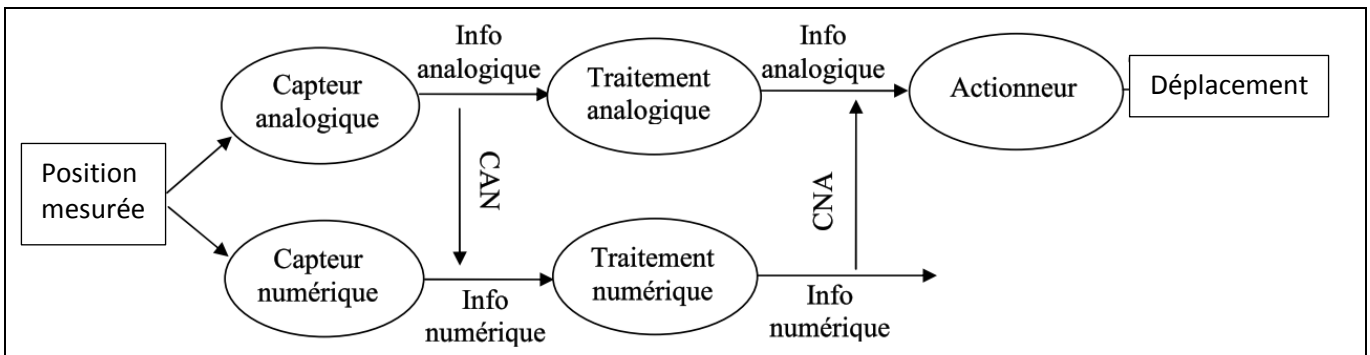 Position
mesurée
Capteur
analogique
Info
analogique
CAN
Traitement
analogique
Info
analogique
CNA
Actionneur
Déplacement
Capteur
numérique
Info
numérique
Traitement
numérique
Info
numérique